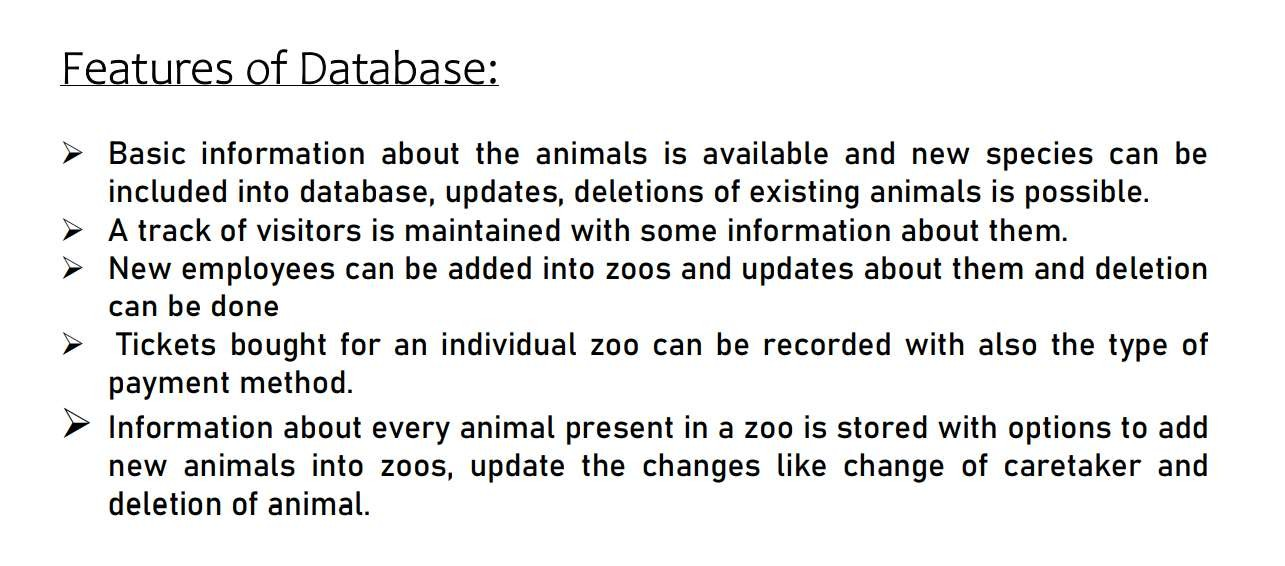 Features of Database:
➢ Basic information about the animals is available and new species can be
included into database, updates, deletions of existing animals is possible.
➢ A track of visitors is maintained with some information about them.
➢ New employees can be added into zoos and updates about them and deletion
can be done
➢ Tickets bought for an individual zoo can be recorded with also the type of
payment method.
➢ Information about every animal present in a zoo is stored with options to add
new animals into zoos, update the changes like change of caretaker and
deletion of animal.